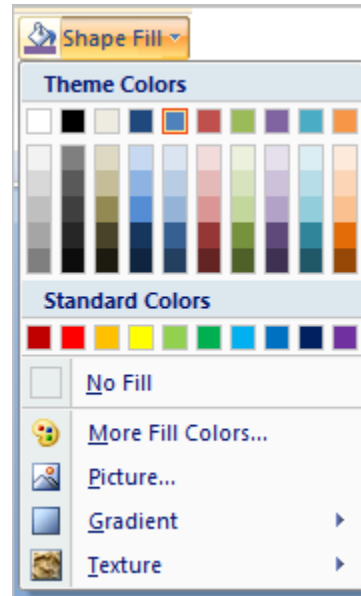 Shape Fill
Theme Colors
Standard Colors
No Fill
More Fill Colors...
Picture...
Gradient
Texture